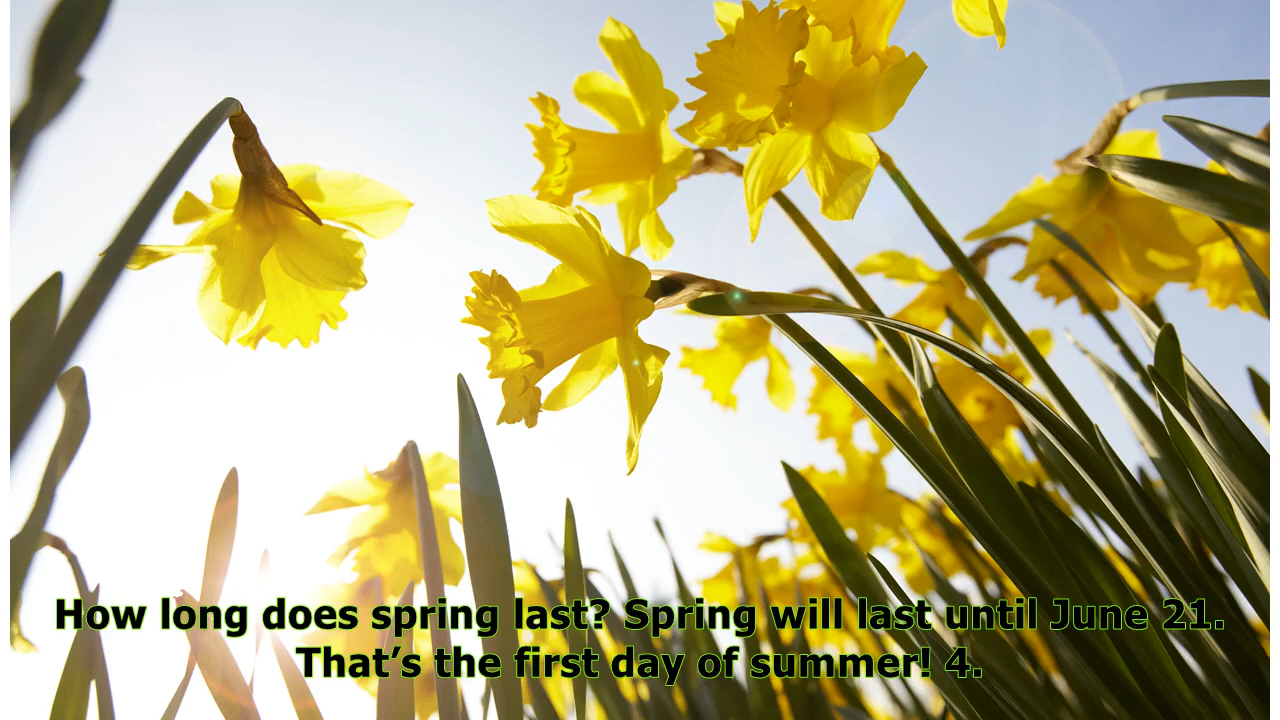 How long does spring last? Spring will last until June 21.
That’s the first day of summer! 4.